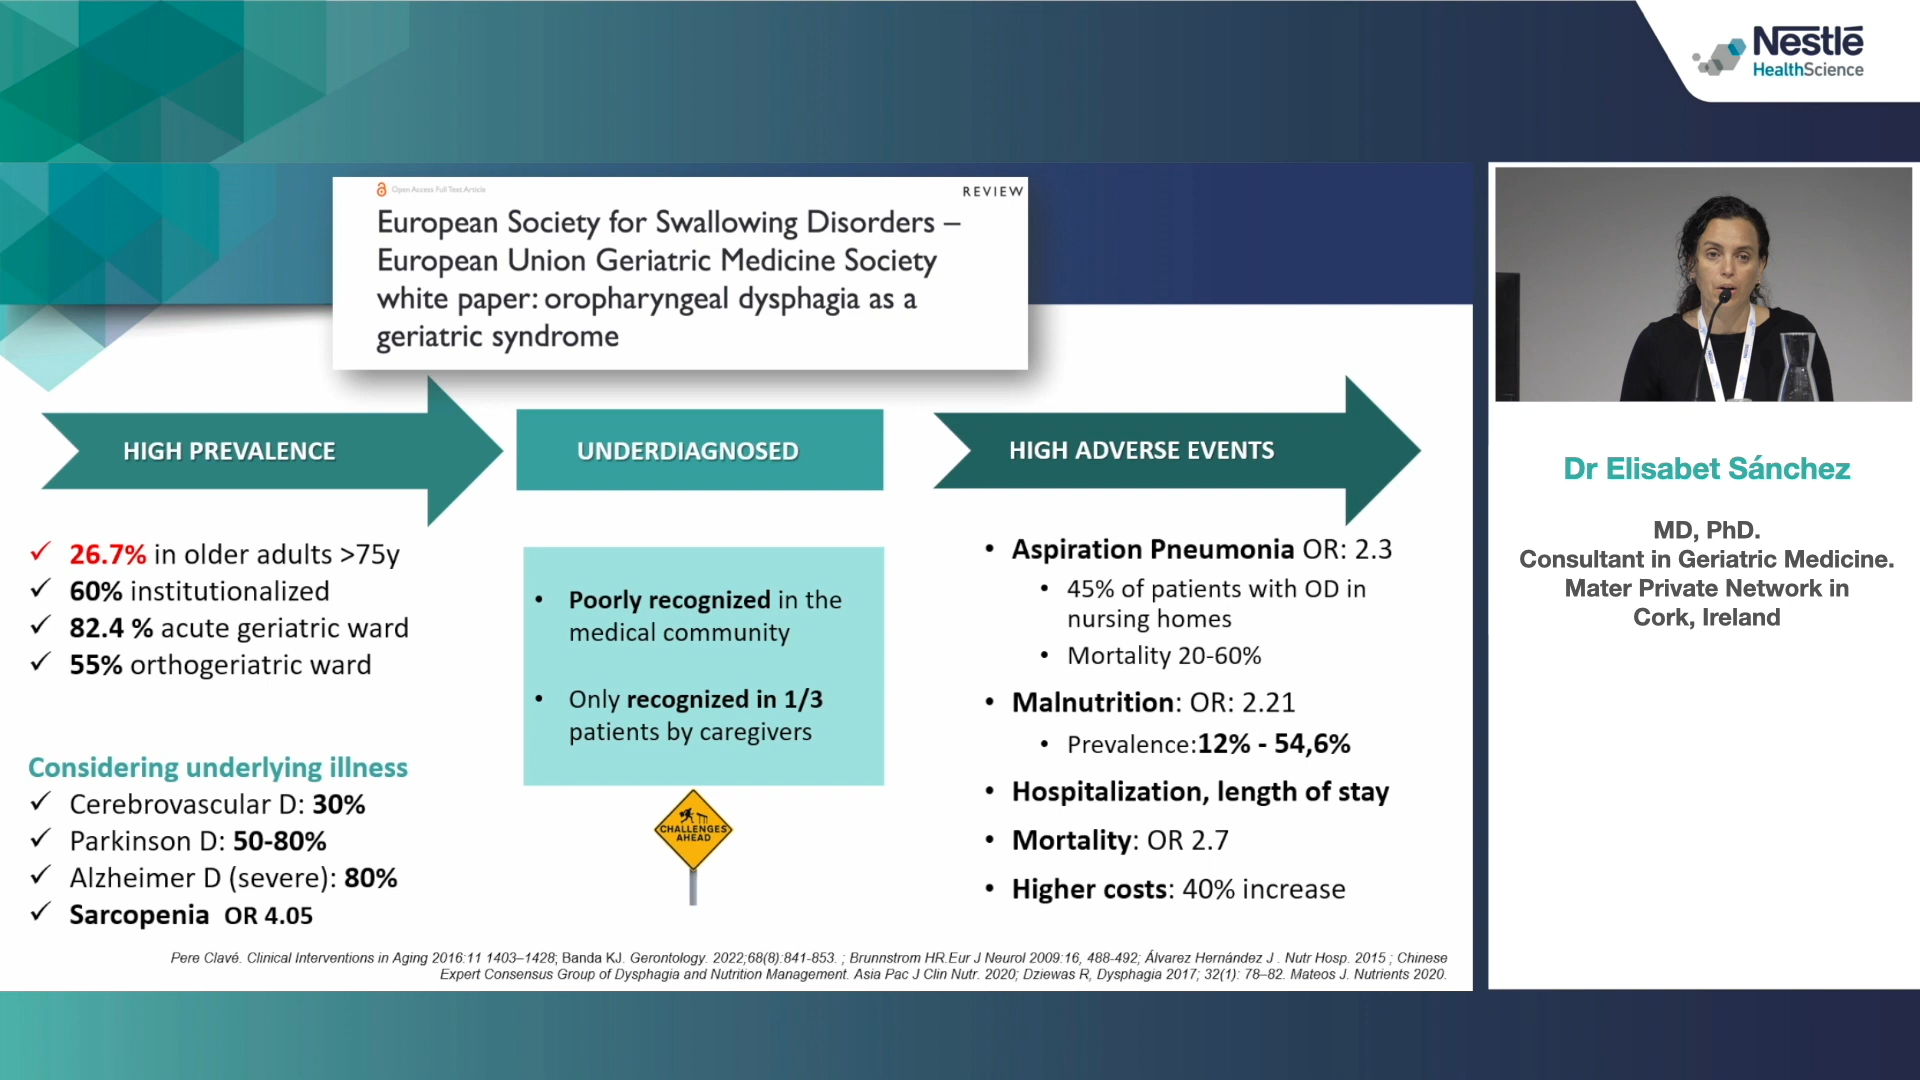 Nestlé
HealthScience
Open Access Full Text Article
REVIEW
European Society for Swallowing Disorders –
European Union Geriatric Medicine Society
white paper: oropharyngeal dysphagia as a
geriatric syndrome
HIGH PREVALENCE
✓ 26.7% in older adults >75y
✓ 60% institutionalized
✓ 82.4 % acute geriatric ward
✓ 55% orthogeriatric ward
Considering underlying illness
✓ Cerebrovascular D: 30%
✓ Parkinson D: 50-80%
✓ Alzheimer D (severe): 80%
✓ Sarcopenia OR 4.05
UNDERDIAGNOSED
• Poorly recognized in the
medical community
• Only recognized in 1/3
patients by caregivers
CHALLENGES
AHEAD
HIGH ADVERSE EVENTS
• Aspiration Pneumonia OR: 2.3
• 45% of patients with OD in
nursing homes
• Mortality 20-60%
• Malnutrition: OR: 2.21
• Prevalence:12% - 54,6%
• Hospitalization, length of stay
• Mortality: OR 2.7
• Higher costs: 40% increase
Pere Clavé. Clinical Interventions in Aging 2016:11 1403–1428; Banda KJ. Gerontology. 2022;68(8):841-853. ; Brunnstrom HR.Eur J Neurol 2009:16, 488-492; Álvarez Hernández J . Nutr Hosp. 2015 ; Chinese
Expert Consensus Group of Dysphagia and Nutrition Management. Asia Pac J Clin Nutr. 2020; Dziewas R, Dysphagia 2017; 32(1): 78–82. Mateos J. Nutrients 2020.
Dr Elisabet Sánchez
MD, PhD.
Consultant in Geriatric Medicine.
Mater Private Network in
Cork, Ireland